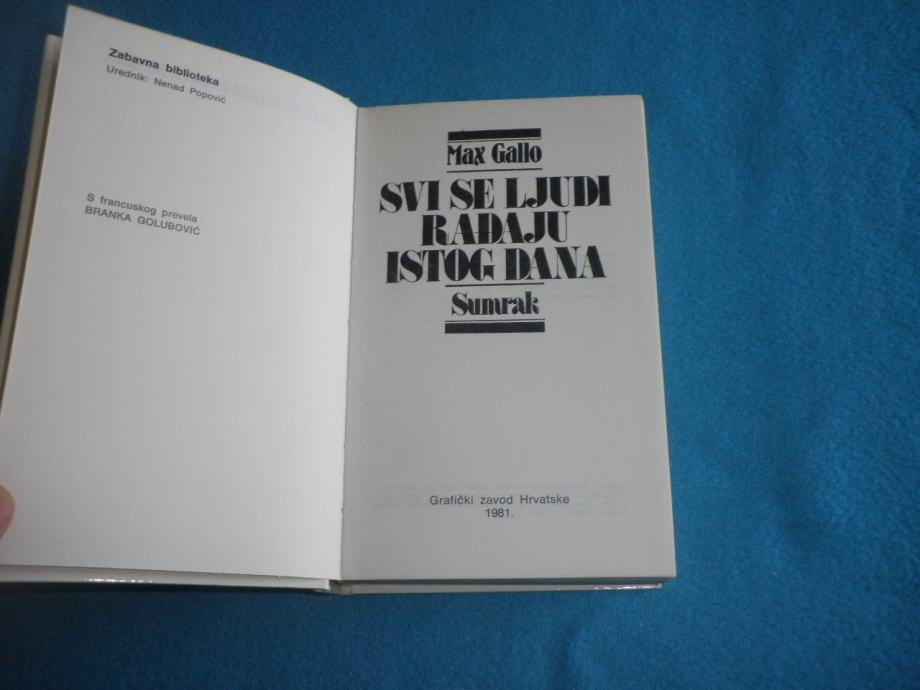 Zabavna biblioteka
Urednik: Nenad Popović
S francuskog prevela
BRANKA GOLUBOVIĆ
Max Gallo
SVI SE LJUDI
RAĐAJU
ISTOG DANA
Sumrak
Grafički zavod Hrvatske
1981.